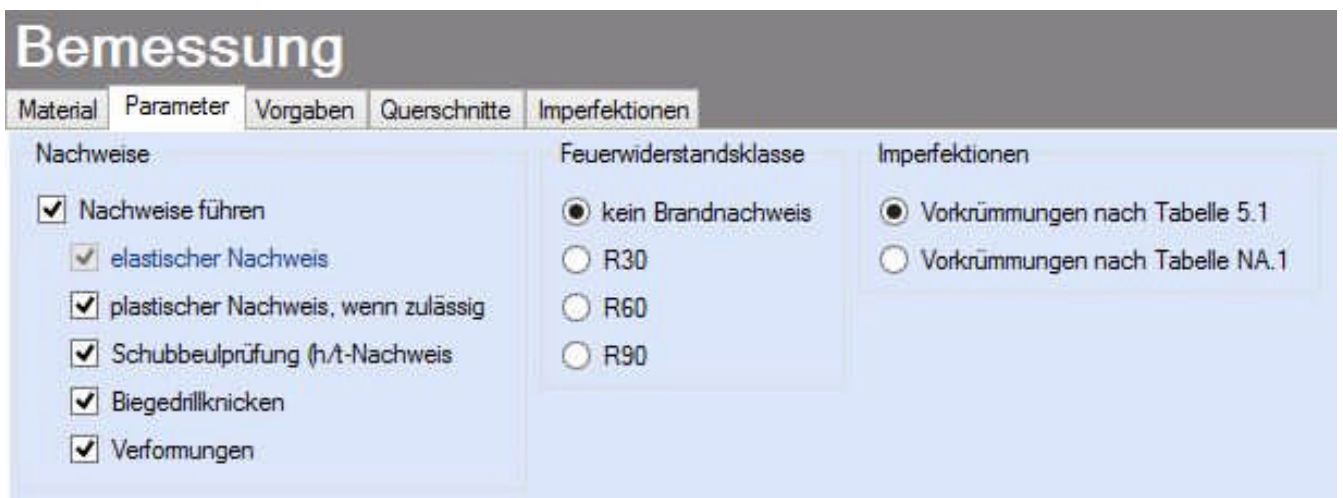 Bemessung
Material Parameter Vorgaben Querschnitte Imperfektionen
Nachweise
Nachweise führen
elastischer Nachweis
plastischer Nachweis, wenn zulässig
Schubbeulprüfung (h/t-Nachweis
Biegedrillknicken
Verformungen
Feuerwiderstandsklasse
kein Brandnachweis
R30
R60
R90
Imperfektionen
Vorkrümmungen nach Tabelle 5.1
Vorkrümmungen nach Tabelle NA.1